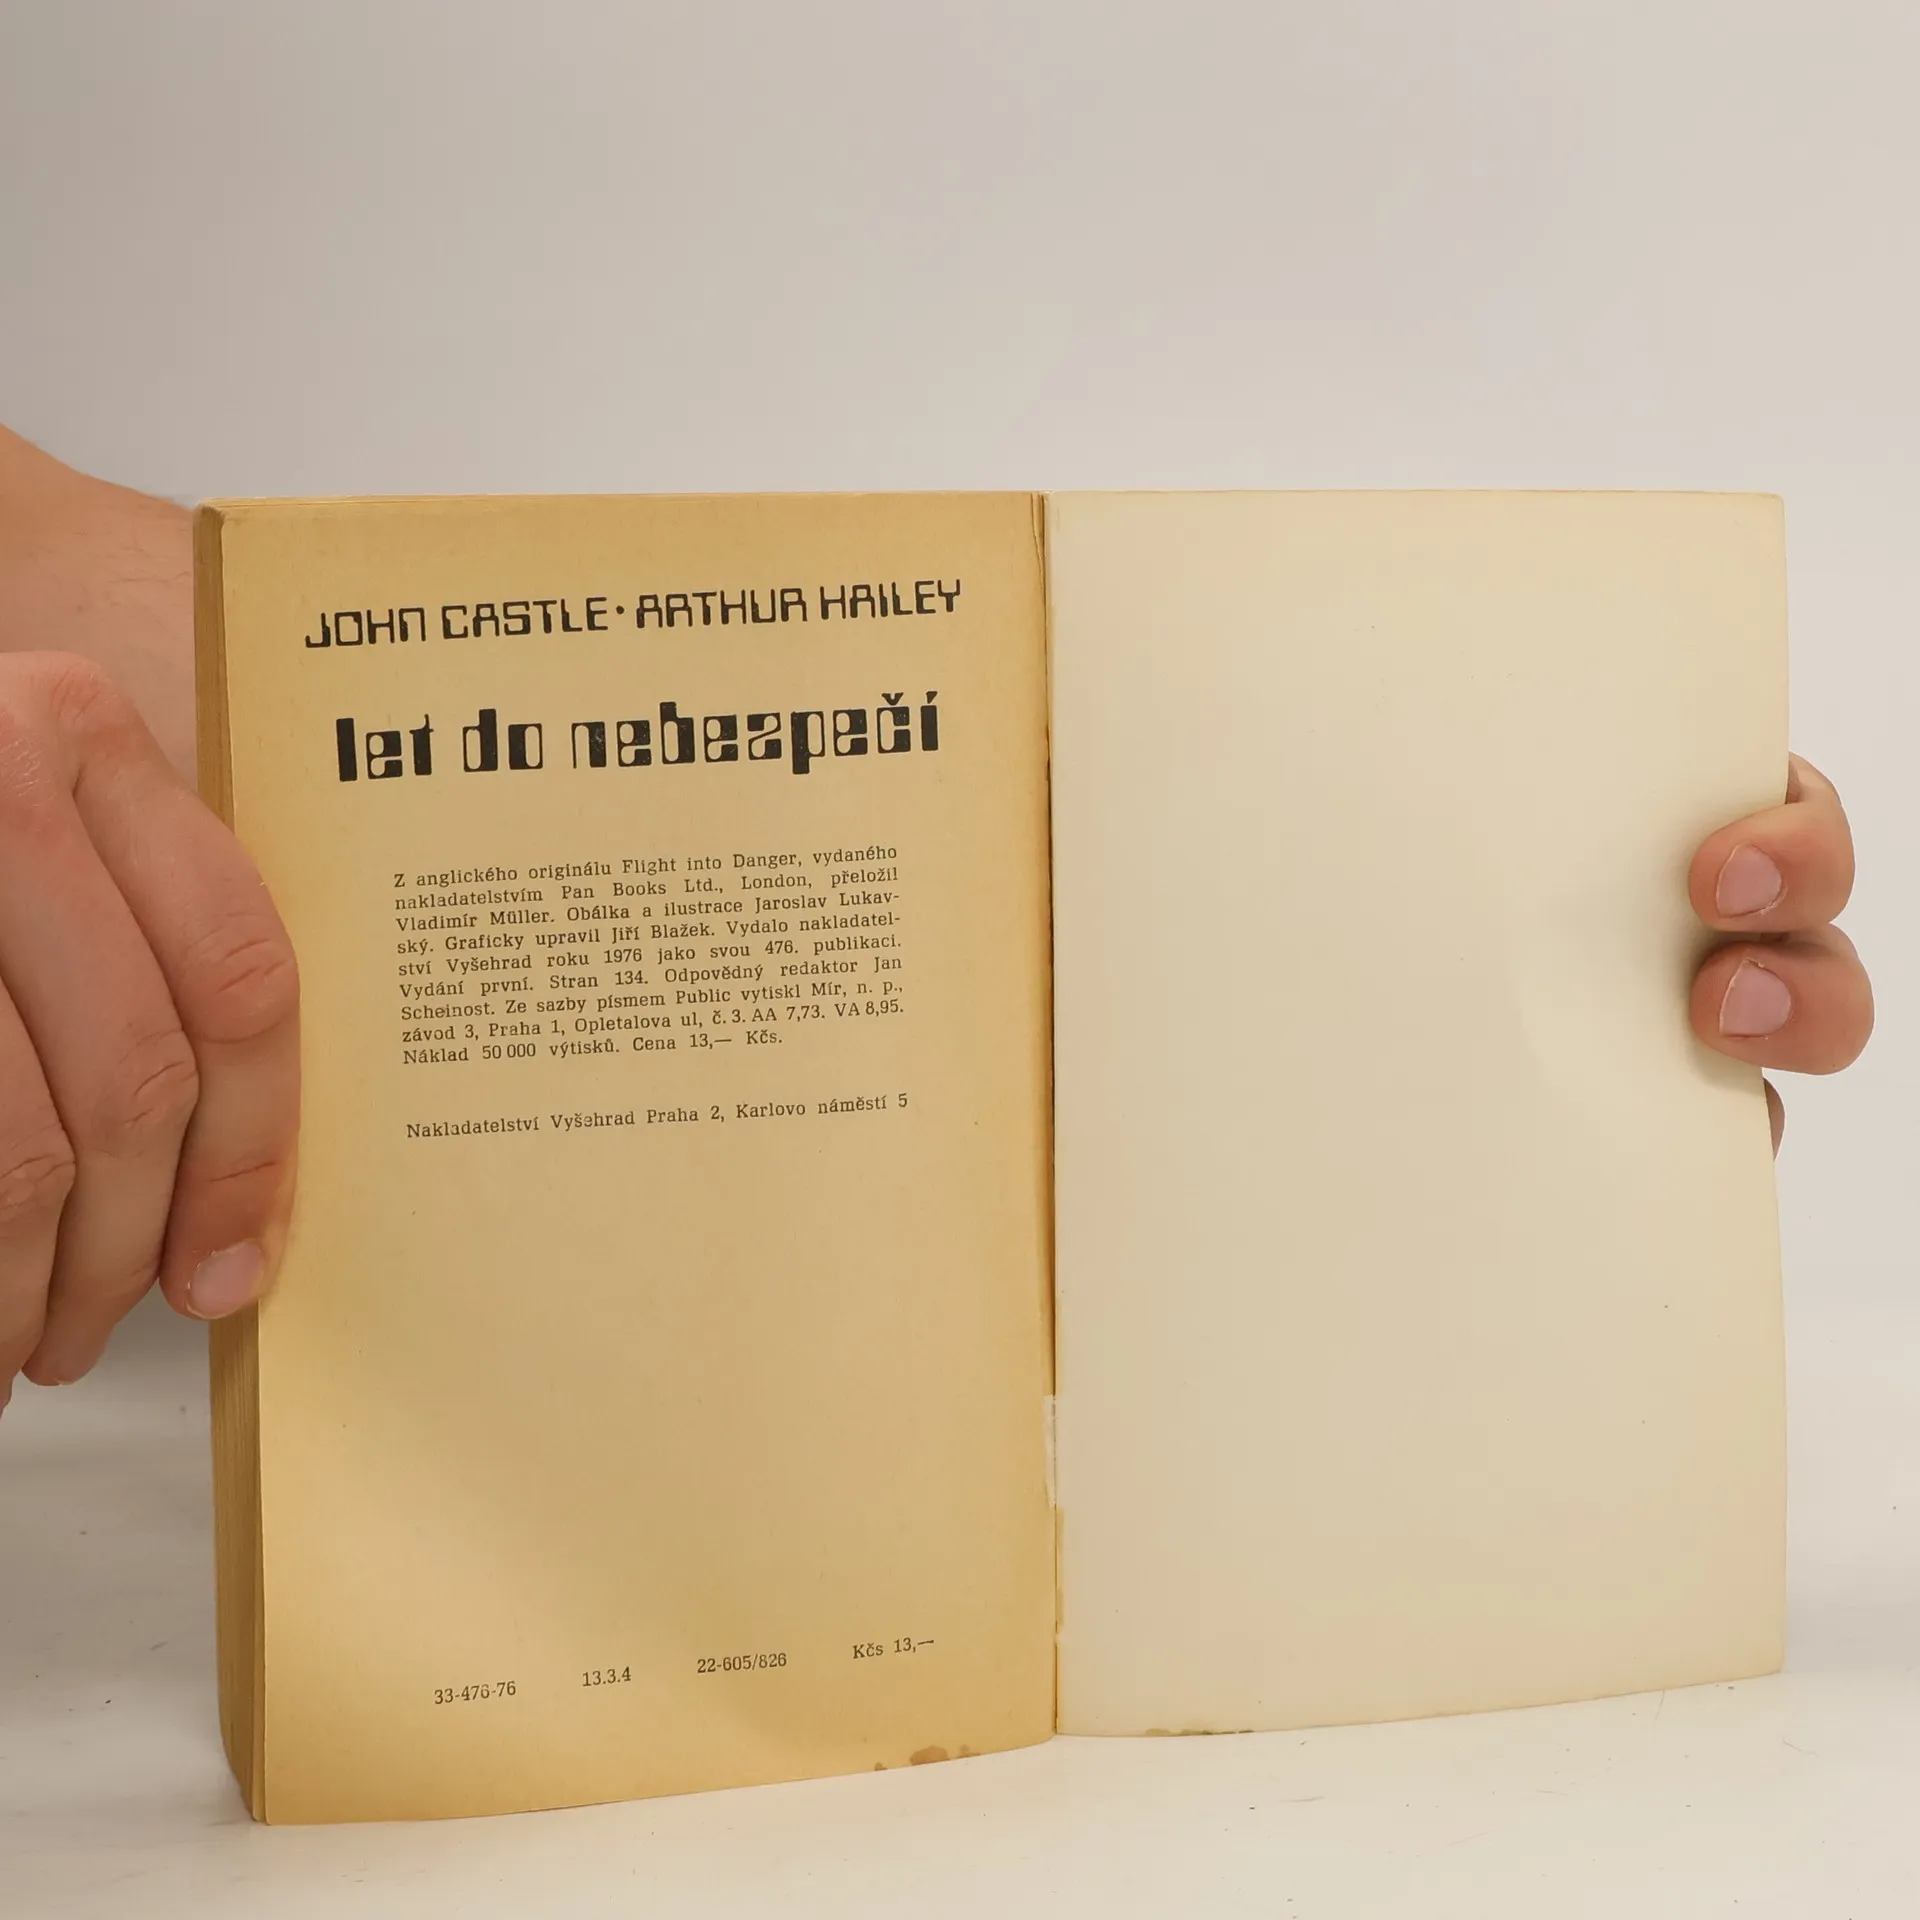 JOHN CASTLE • ARTHUR HAILEY
let do nebezpečí
Z anglického originálu Flight into Danger, vydaného
nakladatelstvím Pan Books Ltd., London, přeložil
Vladimír Müller. Obálka a ilustrace Jaroslav Lukav-
ský. Graficky upravil Jiří Blažek. Vydalo nakladatel-
ství Vyšehrad roku 1976 jako svou 476. publikaci.
Vydání první. Stran 134. Odpovědný redaktor Jan
Scheinost. Ze sazby písmem Public vytiskl Mír, n. p.,
závod 3, Praha 1, Opletalova ul, č. 3. AA 7,73. VA 8,95.
Náklad 50 000 výtisků. Cena 13,— Kčs.
Nakladatelství Vyšehrad Praha 2, Karlovo náměstí 5
33-476-76 13.3.4 22-605/826 Kčs 13,—